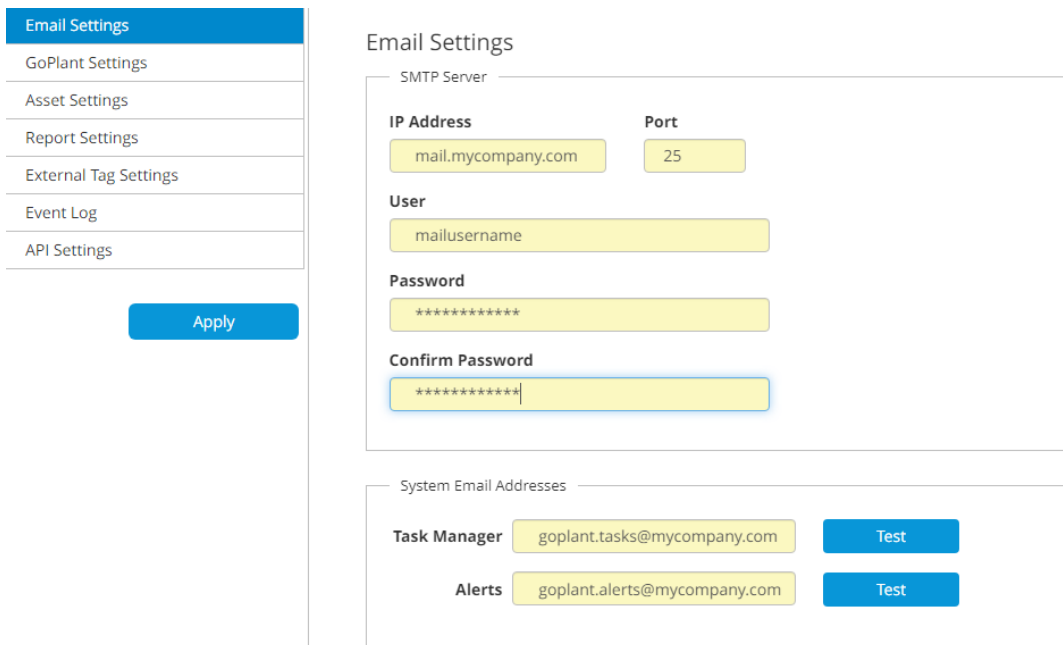 Email Settings
GoPlant Settings
Asset Settings
Report Settings
External Tag Settings
Event Log
API Settings
Apply
Email Settings
SMTP Server
IP Address Port
mail.mycompany.com 25
User
mailusername
Password
************
Confirm Password
************
System Email Addresses
Task Manager goplant.tasks@mycompany.com Test
Alerts goplant.alerts@mycompany.com Test